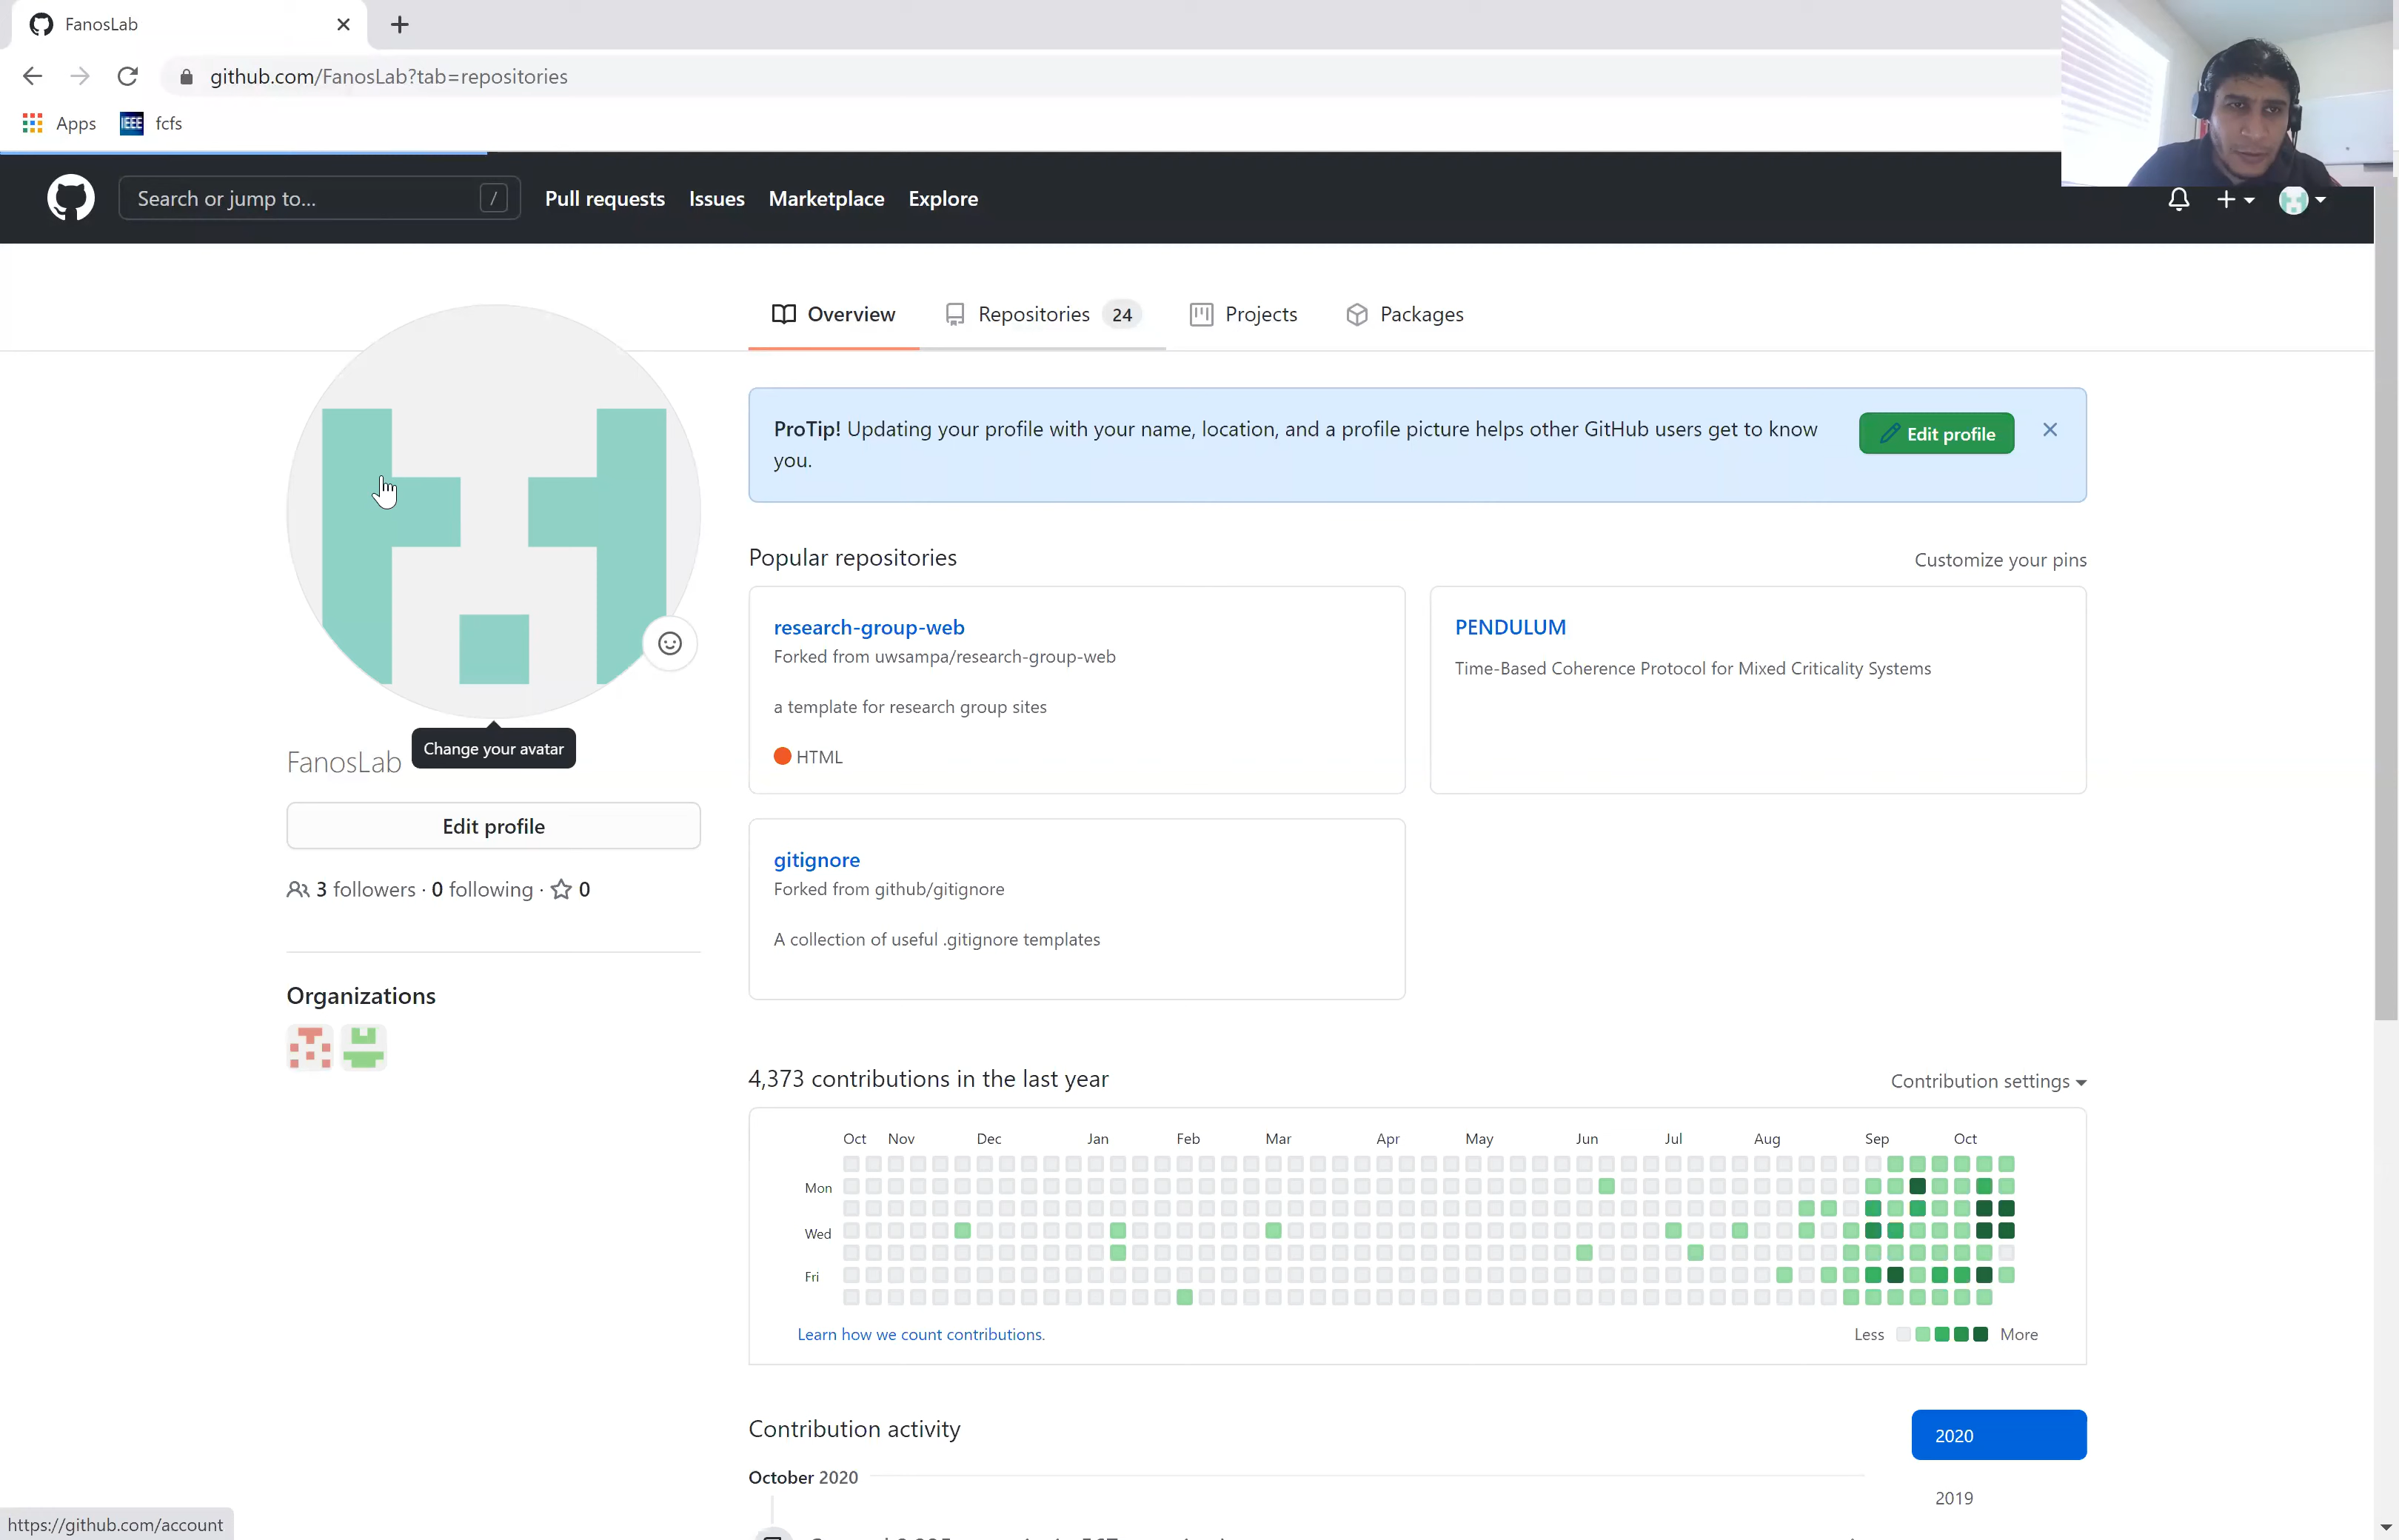 FanosLab
github.com/FanosLab?tab=repositories
Apps
IEEE fcfs
Search or jump to... /
Pull requests Issues Marketplace Explore
Overview Repositories 24 Projects Packages
ProTip! Updating your profile with your name, location, and a profile picture helps other GitHub users get to know
you.
Edit profile
Popular repositories
Customize your pins
research-group-web
Forked from uwsampa/research-group-web
a template for research group sites
HTML
PENDULUM
Time-Based Coherence Protocol for Mixed Criticality Systems
Change your avatar
FanosLab
Edit profile
3 followers · 0 following · 0
gitignore
Forked from github/gitignore
A collection of useful .gitignore templates
Organizations
4,373 contributions in the last year
Contribution settings
Oct Nov Dec Jan Feb Mar Apr May Jun Jul Aug Sep Oct
Mon
Wed
Fri
Learn how we count contributions.
Less More
Contribution activity
2020
October 2020
2019
https://github.com/account